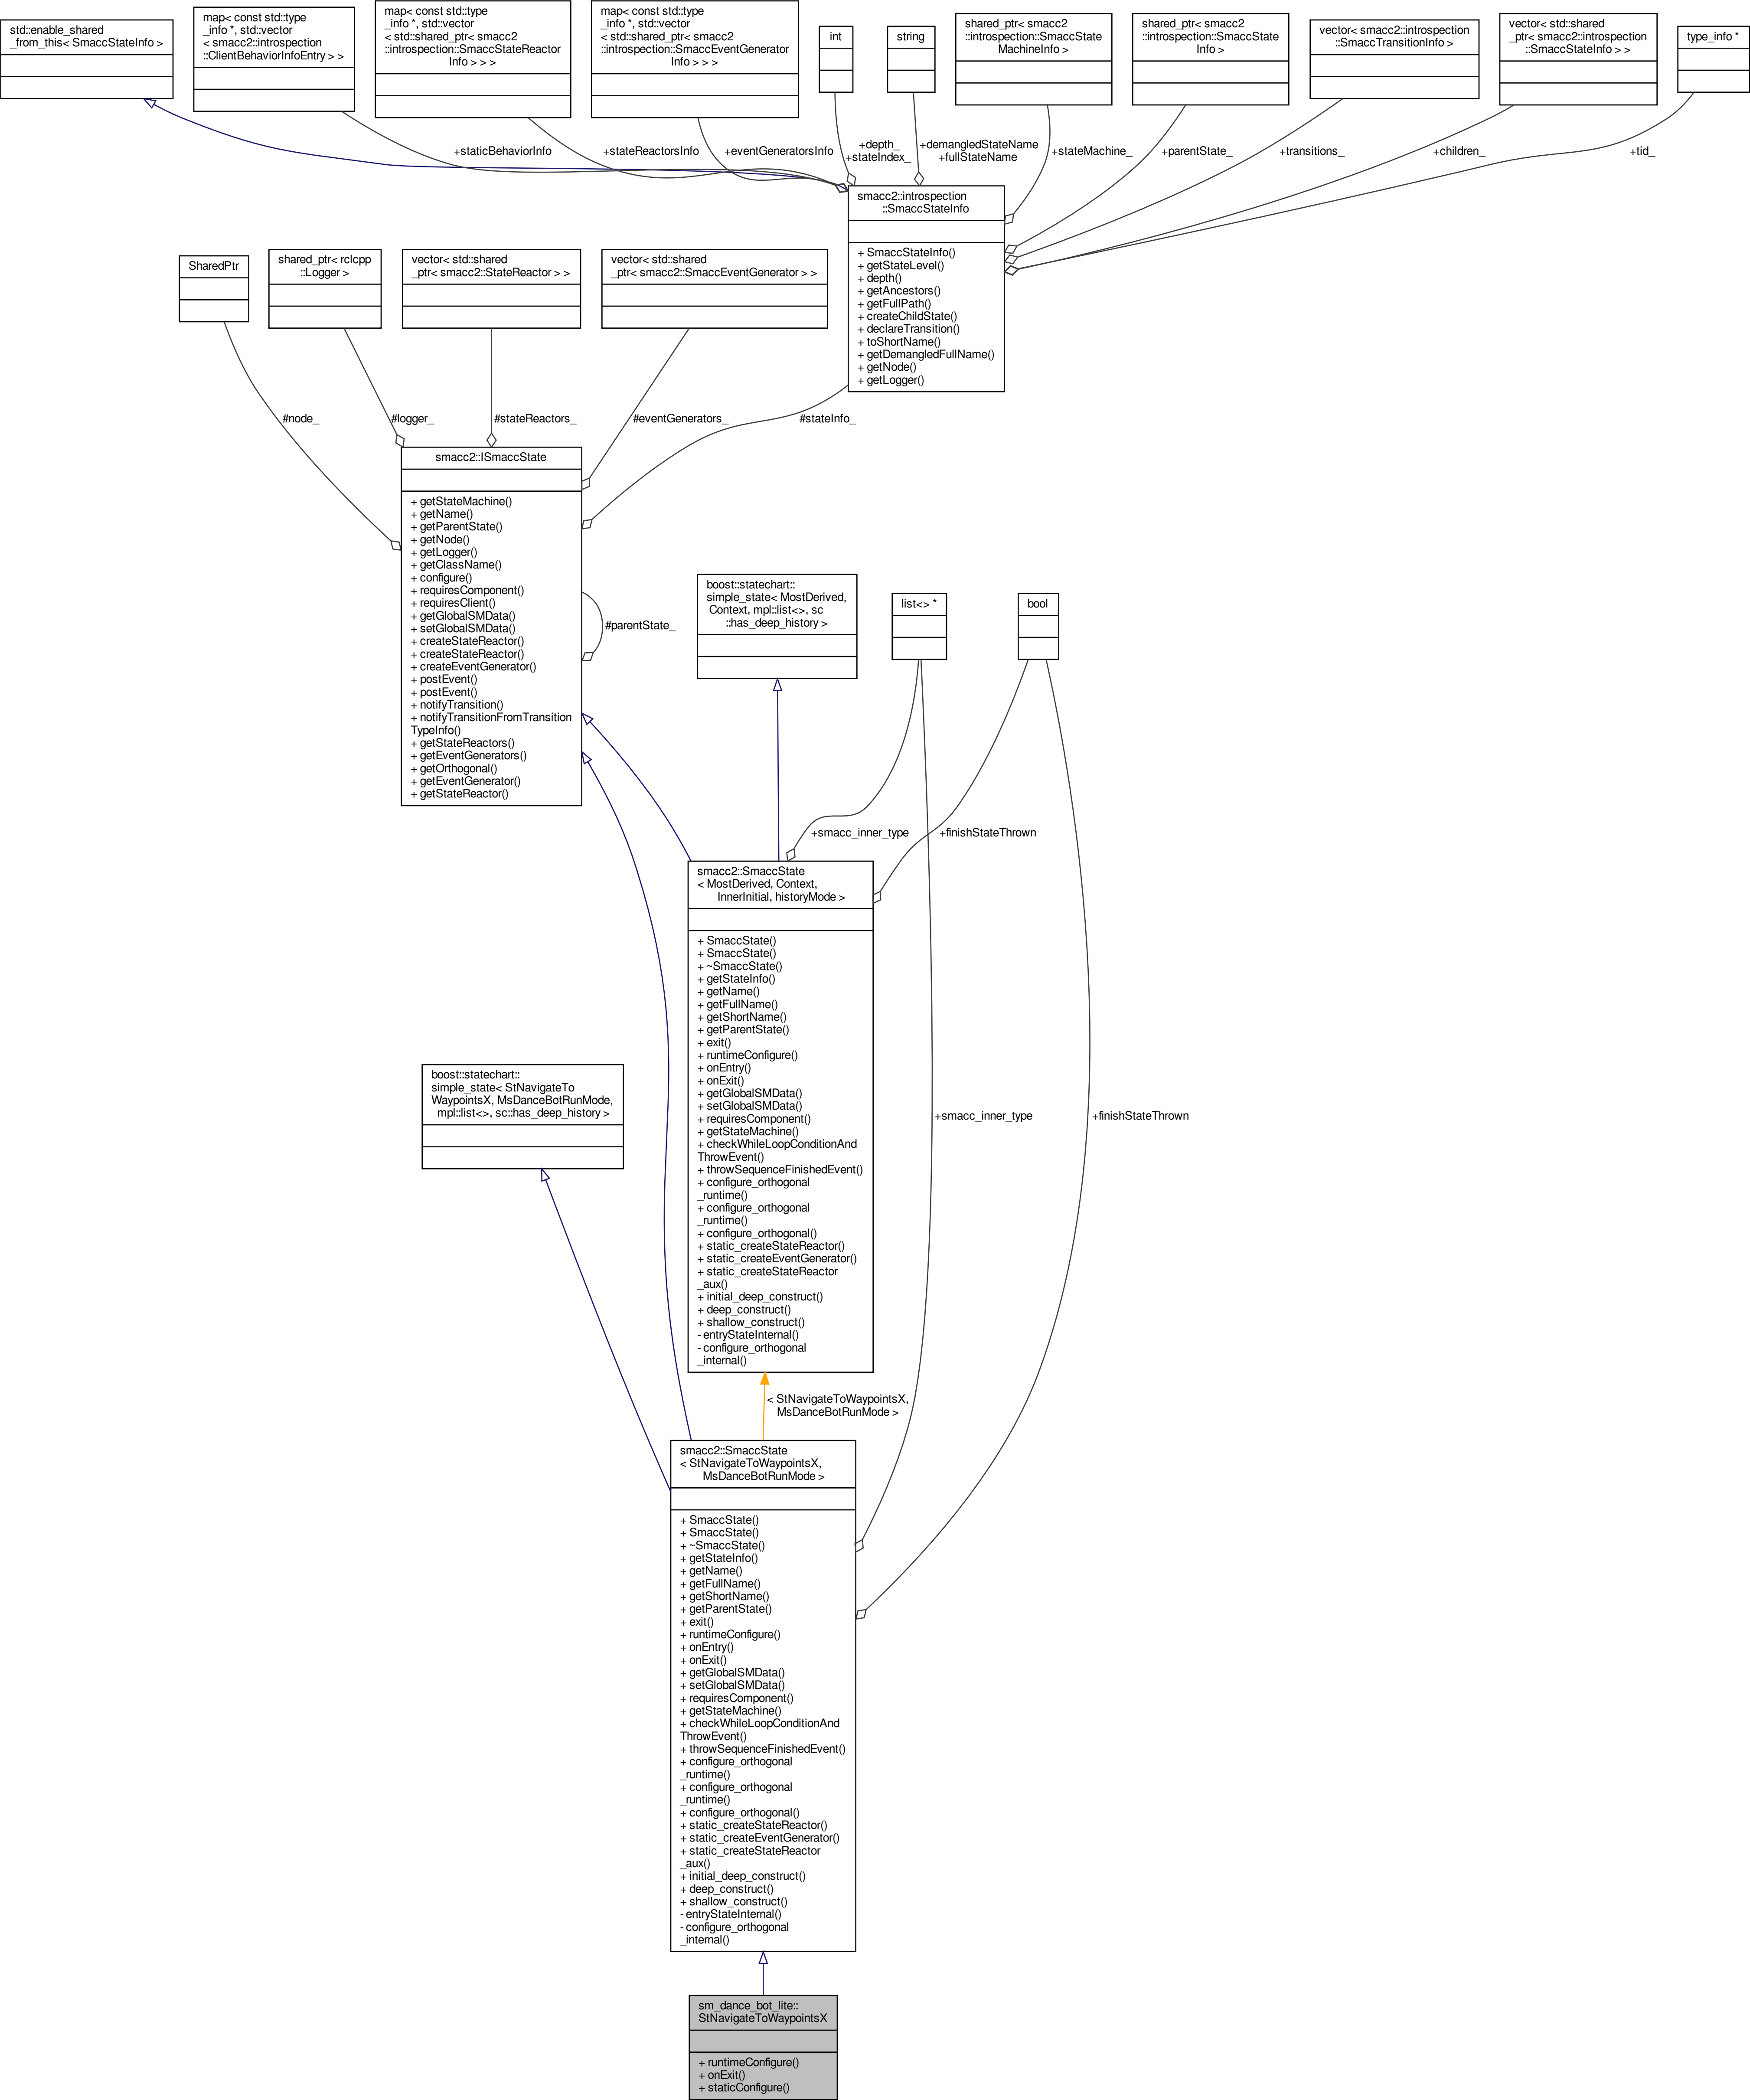 std::enable_shared
_from_this< SmaccStateInfo >
map< const std::type
_info *, std::vector
< smacc2::introspection
::ClientBehaviorInfoEntry > >
map< const std::type
_info *, std::vector
< std::shared_ptr< smacc2
::introspection::SmaccStateReactor
Info > > >
map< const std::type
_info *, std::vector
< std::shared_ptr< smacc2
::introspection::SmaccEventGenerator
Info > > >
int
string
shared_ptr< smacc2
::introspection::SmaccState
MachineInfo >
shared_ptr< smacc2
::introspection::SmaccState
Info >
vector< smacc2::introspection
::SmaccTransitionInfo >
vector< std::shared
_ptr< smacc2::introspection
::SmaccStateInfo > >
type_info *
+staticBehaviorInfo
+stateReactorsInfo
+eventGeneratorsInfo
+depth_
+stateIndex_
+demangledStateName
+fullStateName
+stateMachine_
+parentState_
+transitions_
+children_
+tid_
smacc2::introspection
::SmaccStateInfo
+ SmaccStateInfo()
+ getStateLevel()
+ depth()
+ getAncestors()
+ getFullPath()
+ createChildState()
+ declareTransition()
+ toShortName()
+ getDemangledFullName()
+ getNode()
+ getLogger()
SharedPtr
shared_ptr< rclcpp
::Logger >
vector< std::shared
_ptr< smacc2::StateReactor > >
vector< std::shared
_ptr< smacc2::SmaccEventGenerator > >
#node_
#logger_
#stateReactors_
#eventGenerators_
#stateInfo_
smacc2::ISmaccState
+ getStateMachine()
+ getName()
+ getParentState()
+ getNode()
+ getLogger()
+ getClassName()
+ configure()
+ requiresComponent()
+ requiresClient()
+ getGlobalSMData()
+ setGlobalSMData()
+ createStateReactor()
+ createStateReactor()
+ createEventGenerator()
+ postEvent()
+ postEvent()
+ notifyTransition()
+ notifyTransitionFromTransition
TypeInfo()
+ getStateReactors()
+ getEventGenerators()
+ getOrthogonal()
+ getEventGenerator()
+ getStateReactor()
#parentState_
boost::statechart::
simple_state< MostDerived,
Context, mpl::list<>, sc
::has_deep_history >
list<> *
bool
+smacc_inner_type
+finishStateThrown
smacc2::SmaccState
< MostDerived, Context,
InnerInitial, historyMode >
+ SmaccState()
+ SmaccState()
+ ~SmaccState()
+ getStateInfo()
+ getName()
+ getFullName()
+ getShortName()
+ getParentState()
+ exit()
+ runtimeConfigure()
+ onEntry()
+ onExit()
+ getGlobalSMData()
+ setGlobalSMData()
+ requiresComponent()
+ getStateMachine()
+ checkWhileLoopConditionAnd
ThrowEvent()
+ throwSequenceFinishedEvent()
+ configure_orthogonal
_runtime()
+ configure_orthogonal
_runtime()
+ configure_orthogonal()
+ static_createStateReactor()
+ static_createEventGenerator()
+ static_createStateReactor
_aux()
+ initial_deep_construct()
+ deep_construct()
+ shallow_construct()
- entryStateInternal()
- configure_orthogonal
_internal()
boost::statechart::
simple_state< StNavigateTo
WaypointsX, MsDanceBotRunMode,
mpl::list<>, sc::has_deep_history >
+smacc_inner_type
+finishStateThrown
< StNavigateToWaypointsX,
MsDanceBotRunMode >
smacc2::SmaccState
< StNavigateToWaypointsX,
MsDanceBotRunMode >
+ SmaccState()
+ SmaccState()
+ ~SmaccState()
+ getStateInfo()
+ getName()
+ getFullName()
+ getShortName()
+ getParentState()
+ exit()
+ runtimeConfigure()
+ onEntry()
+ onExit()
+ getGlobalSMData()
+ setGlobalSMData()
+ requiresComponent()
+ getStateMachine()
+ checkWhileLoopConditionAnd
ThrowEvent()
+ throwSequenceFinishedEvent()
+ configure_orthogonal
_runtime()
+ configure_orthogonal
_runtime()
+ configure_orthogonal()
+ static_createStateReactor()
+ static_createEventGenerator()
+ static_createStateReactor
_aux()
+ initial_deep_construct()
+ deep_construct()
+ shallow_construct()
- entryStateInternal()
- configure_orthogonal
_internal()
sm_dance_bot_lite::
StNavigateToWaypointsX
+ runtimeConfigure()
+ onExit()
+ staticConfigure()